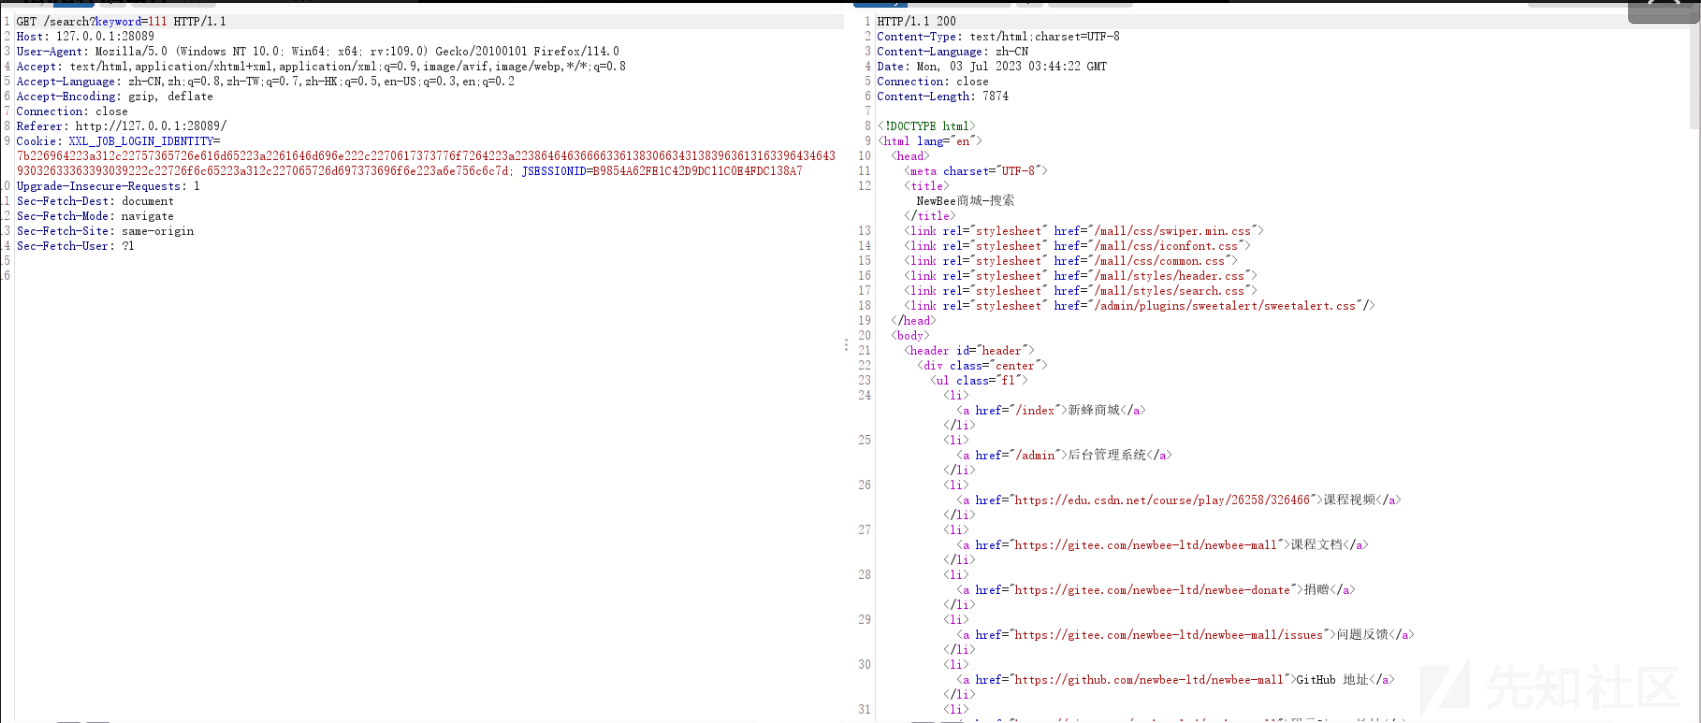 1 GET /search?keyword=111 HTTP/1.1
2 Host: 127.0.0.1:28089
3 User-Agent: Mozilla/5.0 (Windows NT 10.0; Win64; x64; rv:109.0) Gecko/20100101 Firefox/114.0
4 Accept: text/html,application/xhtml+xml,application/xml;q=0.9,image/avif,image/webp,*/*;q=0.8
5 Accept-Language: zh-CN,zh;q=0.8,zh-TW;q=0.7,zh-HK;q=0.5,en-US;q=0.3,en;q=0.2
6 Accept-Encoding: gzip, deflate
7 Connection: close
8 Referer: http://127.0.0.1:28089/
9 Cookie: XXL_JOB_LOGIN_IDENTITY=
JSESSIONID=B9854A62FE1C42D9DC11C0E4FDC138A7
0 Upgrade-Insecure-Requests: 1
1 Sec-Fetch-Dest: document
2 Sec-Fetch-Mode: navigate
3 Sec-Fetch-Site: same-origin
4 Sec-Fetch-User: ?1
5
6
1 HTTP/1.1 200
2 Content-Type: text/html;charset=UTF-8
3 Content-Language: zh-CN
4 Date: Mon, 03 Jul 2023 03:44:22 GMT
5 Connection: close
6 Content-Length: 7874
7
8 <!DOCTYPE html>
9 <html lang="en">
10 <head>
11 <meta charset="UTF-8">
12 <title>
NewBee商城-搜索
</title>
13 <link rel="stylesheet" href="/mall/css/swiper.min.css">
14 <link rel="stylesheet" href="/mall/css/iconfont.css">
15 <link rel="stylesheet" href="/mall/css/common.css">
16 <link rel="stylesheet" href="/mall/styles/header.css">
17 <link rel="stylesheet" href="/mall/styles/search.css">
18 <link rel="stylesheet" href="/admin/plugins/sweetalert/sweetalert.css"/>
19 </head>
20 <body>
21 <header id="header">
22 <div class="center">
23 <ul class="fl">
24 <li>
<a href="/index">新蜂商城</a>
</li>
25 <li>
<a href="/admin">后台管理系统</a>
</li>
26 <li>
<a href="https://edu.csdn.net/course/play/26258/326466">课程视频</a>
</li>
27 <li>
<a href="https://gitee.com/newbee-ltd/newbee-mall">课程文档</a>
</li>
28 <li>
<a href="https://gitee.com/newbee-ltd/newbee-donate">捐赠</a>
</li>
29 <li>
<a href="https://gitee.com/newbee-ltd/newbee-mall/issues">问题反馈</a>
</li>
30 <li>
<a href="https://github.com/newbee-ltd/newbee-mall">GitHub 地址</a>
</li>
31 <li>
先知社区